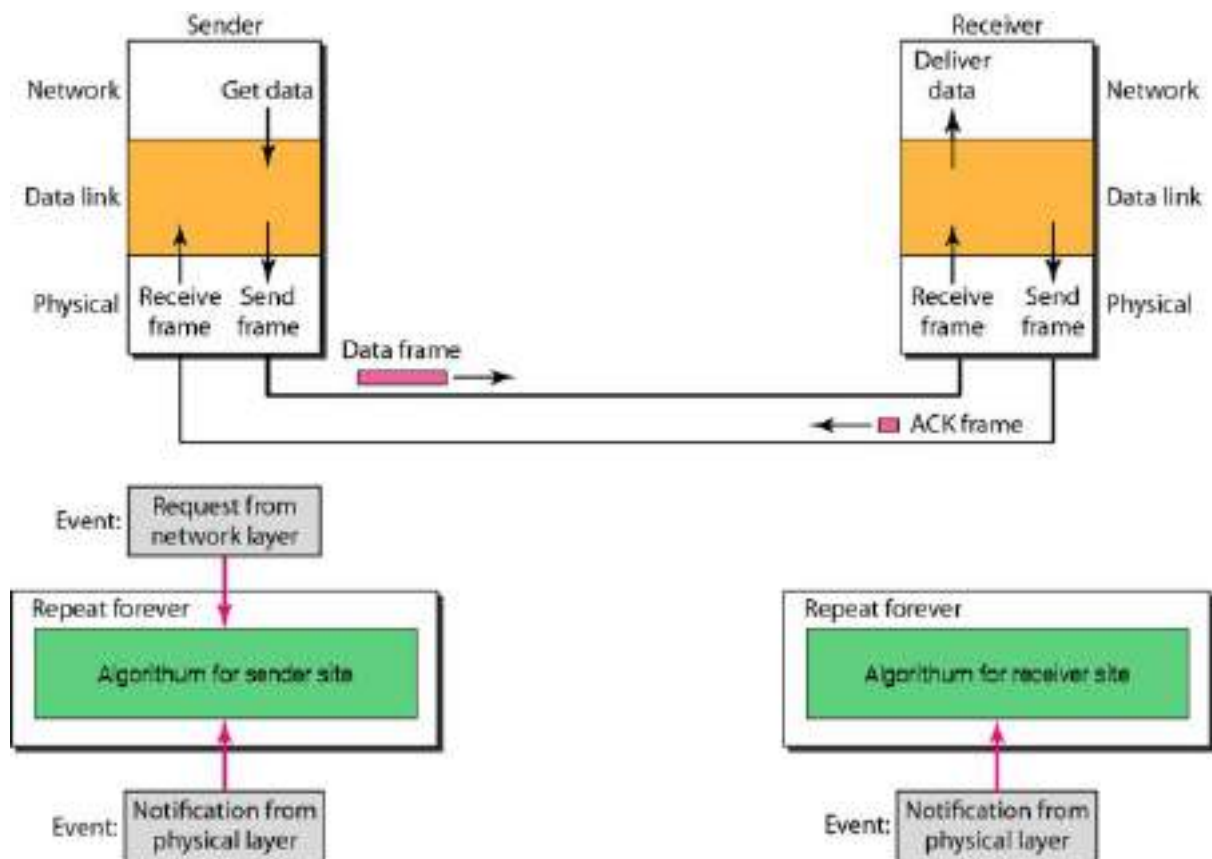 Sender
Receiver
Network
Get data
Deliver
data
Network
Data link
Data link
Physical
Receive
frame
Send
frame
Receive
frame
Send
frame
Physical
Data frame
ACK frame
Event:
Request from
network layer
Repeat forever
Algorithum for sender site
Repeat forever
Algorithum for receiver site
Event:
Notification from
physical layer
Event:
Notification from
physical layer